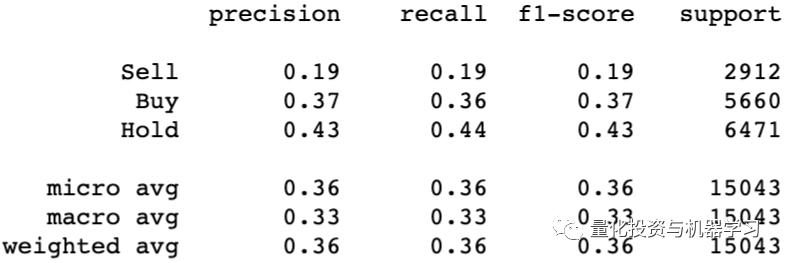 precision recall f1-score support
Sell 0.19 0.19 0.19 2912
Buy 0.37 0.36 0.37 5660
Hold 0.43 0.44 0.43 6471
micro avg 0.36 0.36 0.36 15043
macro avg 0.33 0.33 0.33 15043
weighted avg 0.36 0.36 0.36 15043
量化投资与机器学习